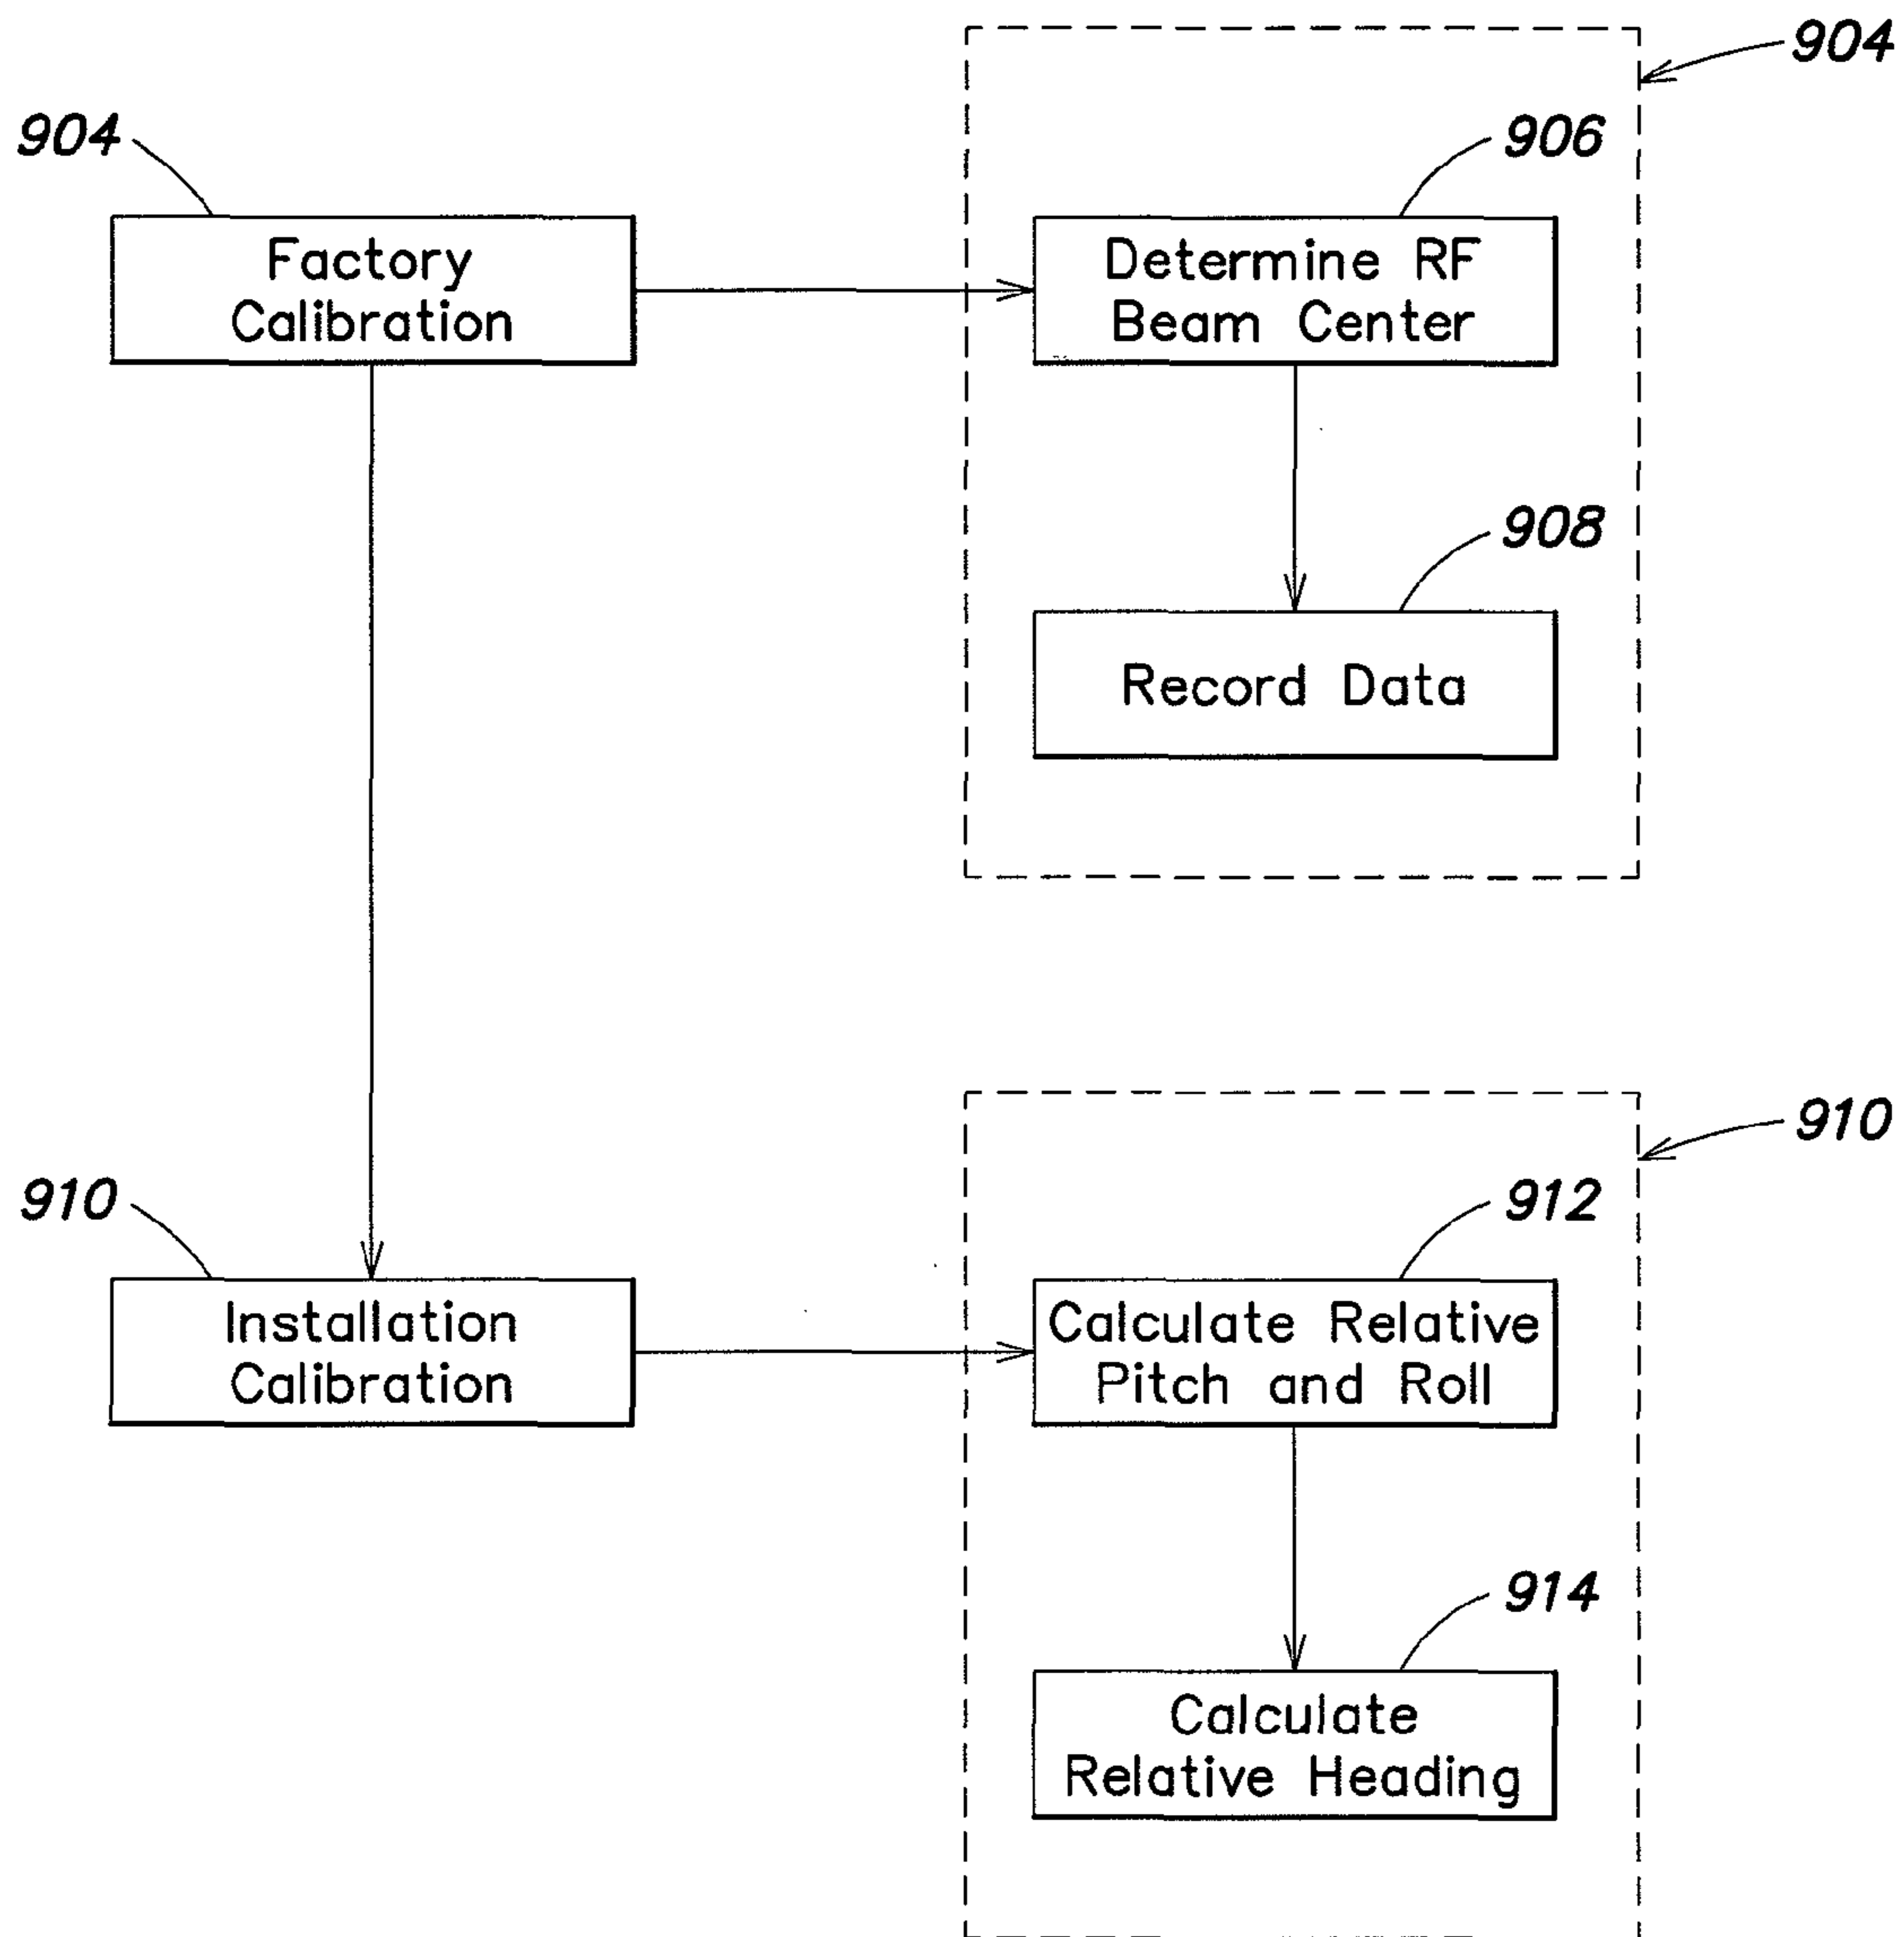 904
904
906
Factory
Calibration
Determine RF
Beam Center
908
Record Data
910
910
912
Installation
Calibration
Calculate Relative
Pitch and Roll
914
Calculate
Relative Heading